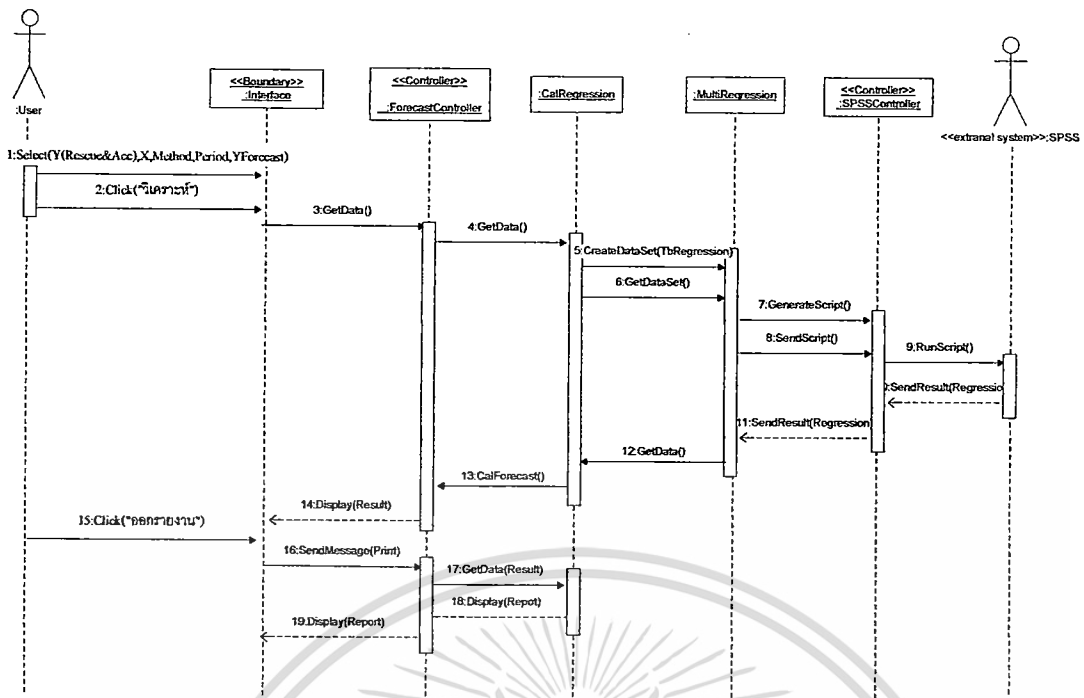 :User
<<Boundary>>
:Interface
<<Controller>>
:ForecastController
:CalRegression
:MultiRegression
<<Controller>>
:SPSSController
<<extranal system>>:SPSS
1:Select(Y(Rescue&Acc),X,Method,Period,YForecast)
2:Click("วิเคราะห์")
3:GetData()
4:GetData()
5:CreateDataSet(TbRegression)
6:GetDataSet()
7:GenerateScript()
8:SendScript()
9:RunScript()
):SendResult(Regressio
11:SendResult(Regression
12:GetData()
13:CalForecast()
14:Display(Result)
15:Click("ออกรายงาน")
16:SendMessage(Print)
17:GetData(Result)
18:Display(Repot)
19:Display(Report)